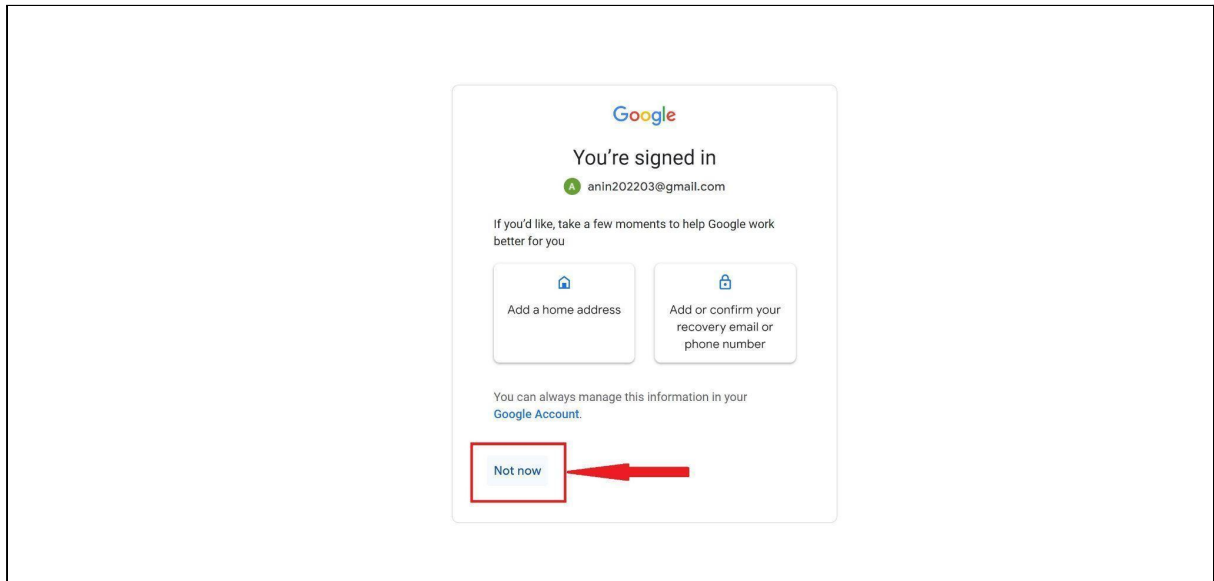 Google
You’re signed in
A anin202203@gmail.com
If you’d like, take a few moments to help Google work
better for you
Add a home address
Add or confirm your
recovery email or
phone number
You can always manage this information in your
Google Account.
Not now